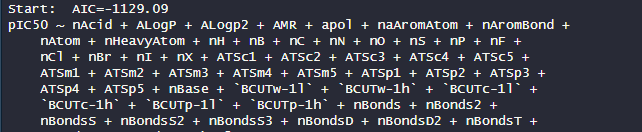 Start:  AIC=-1129.09
pIC50 ~ nAcid + ALogP + ALogp2 + AMR + apol + naAromAtom + nAromBond +
nAtom + nHeavyAtom + nH + nB + nC + nN + nO + nS + nP + nF +
nCl + nBr + nI + nX + ATSc1 + ATSc2 + ATSc3 + ATSc4 + ATSc5 +
ATSm1 + ATSm2 + ATSm3 + ATSm4 + ATSm5 + ATSp1 + ATSp2 + ATSp3 +
ATSp4 + ATSp5 + nBase + `BCUTw-1l` + `BCUTw-1h` + `BCUTc-1l` +
`BCUTc-1h` + `BCUTp-1l` + `BCUTp-1h` + nBonds + nBonds2 +
nBondsS + nBondsS2 + nBondsS3 + nBondsD + nBondsD2 + nBondsT +